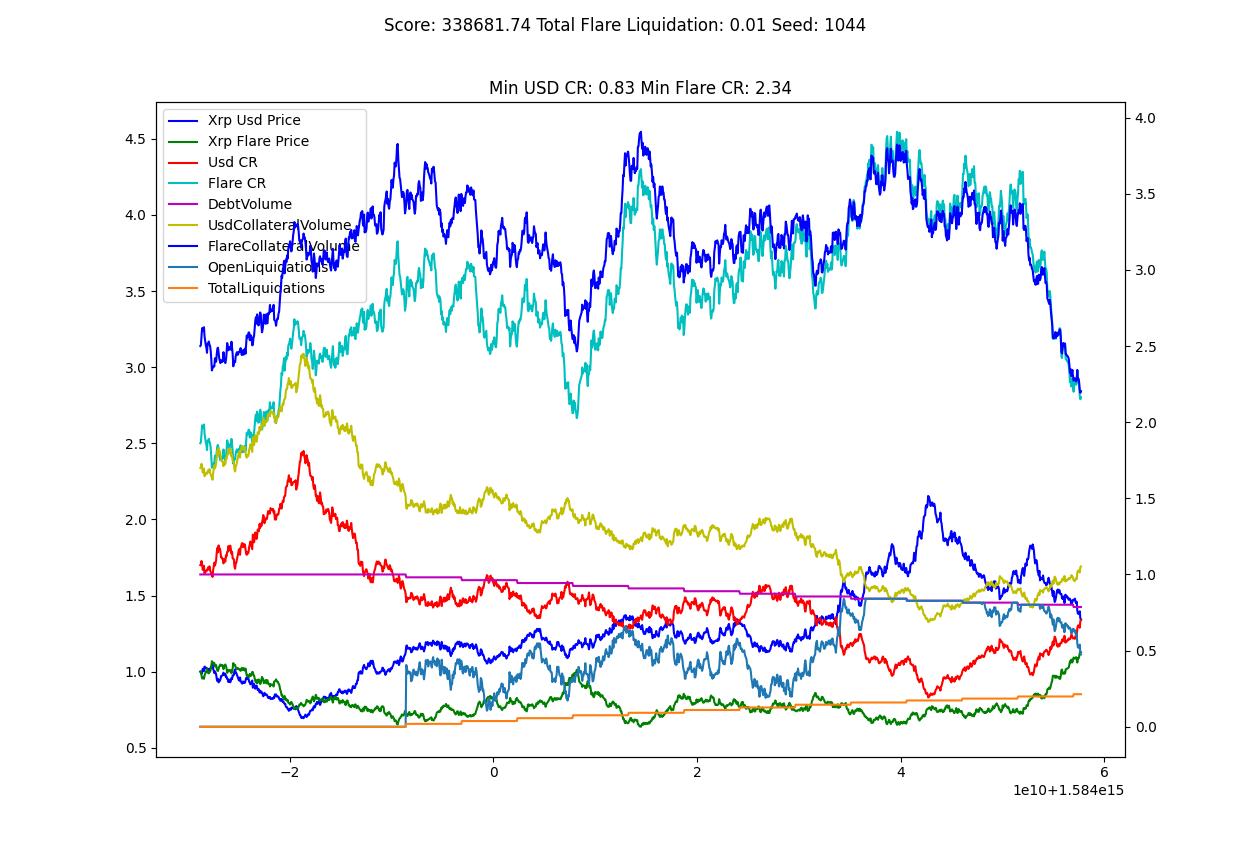 Score: 338681.74 Total Flare Liquidation: 0.01 Seed: 1044
Min USD CR: 0.83 Min Flare CR: 2.34
Xrp Usd Price
Xrp Flare Price
Usd CR
Flare CR
DebtVolume
UsdCollateralVolume
FlareCollateralVolume
OpenLiquidations
TotalLiquidations
4.5
4.0
3.5
3.0
2.5
2.0
1.5
1.0
0.5
4.0
3.5
3.0
2.5
2.0
1.5
1.0
0.5
0.0
−2 0 2 4 6
1e10+1.584e15